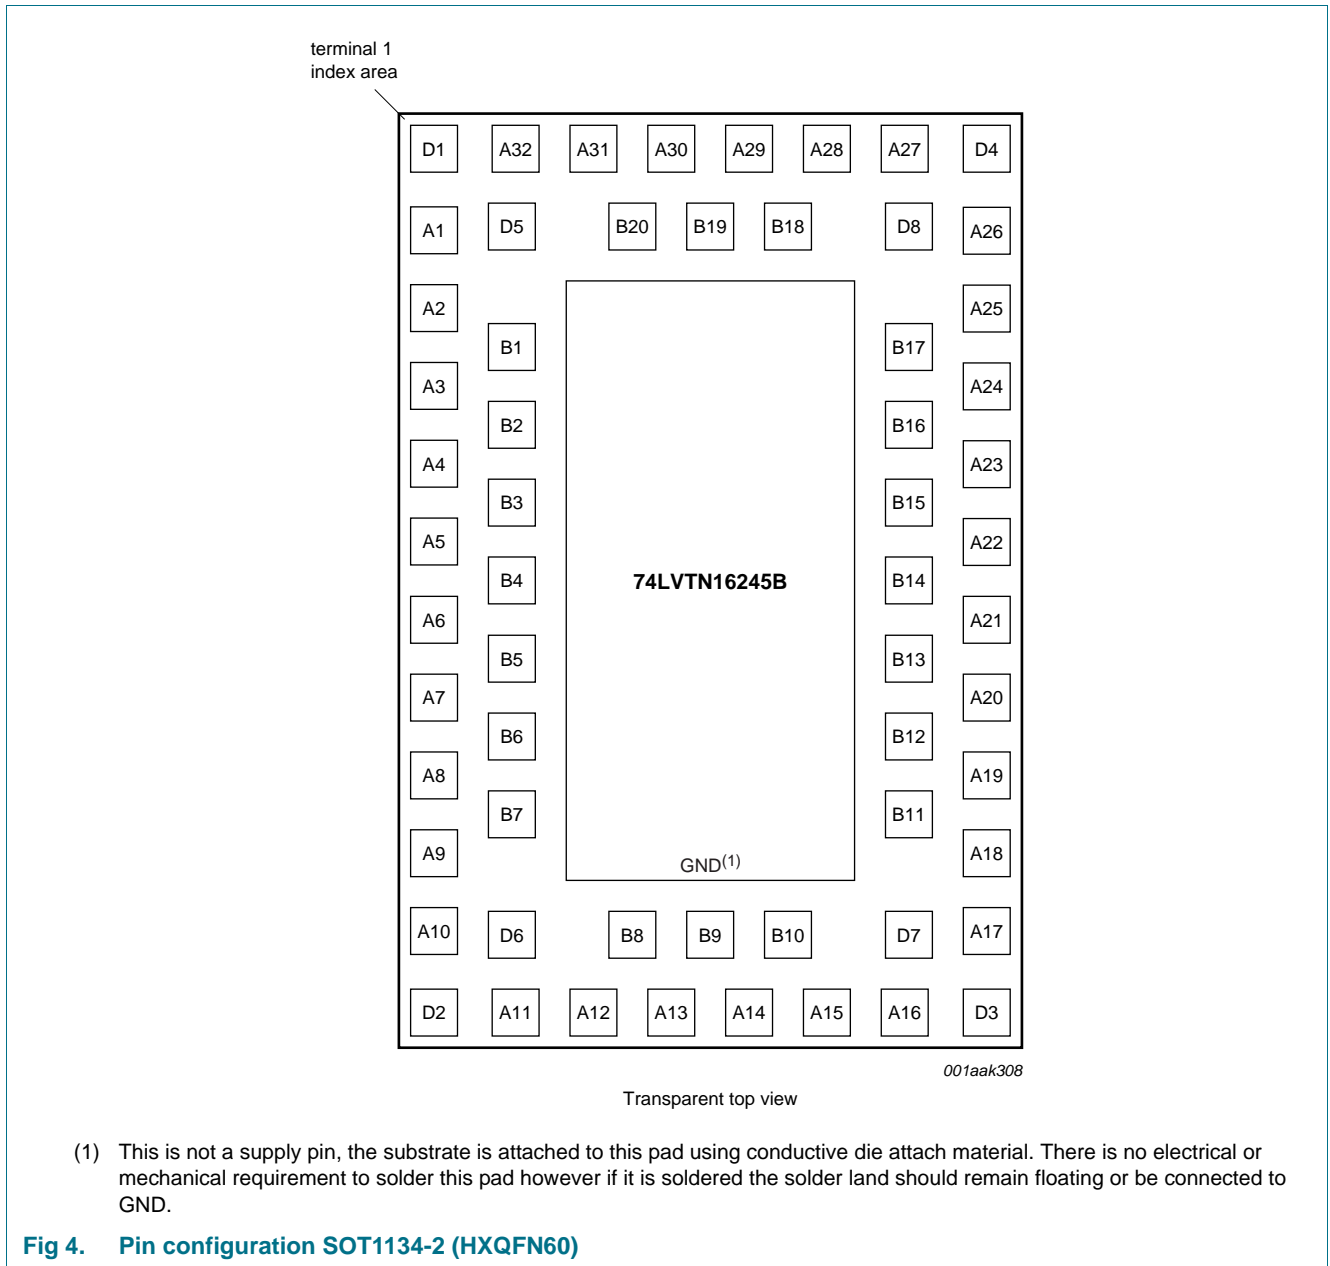 terminal 1
index area
D1 A32 A31 A30 A29 A28 A27 D4
A1 D5 B20 B19 B18 D8 A26
A2 A25
B1 B17
A3 A24
B2 B16
A4 A23
B3 B15
A5 A22
B4 74LVTN16245B B14
A6 A21
B5 B13
A7 A20
B6 B12
A8 A19
B7 B11
A9 A18
GND(1)
A10 D6 B8 B9 B10 D7 A17
D2 A11 A12 A13 A14 A15 A16 D3
001aak308
Transparent top view
(1) This is not a supply pin, the substrate is attached to this pad using conductive die attach material. There is no electrical or
mechanical requirement to solder this pad however if it is soldered the solder land should remain floating or be connected to
GND.
Fig 4. Pin configuration SOT1134-2 (HXQFN60)